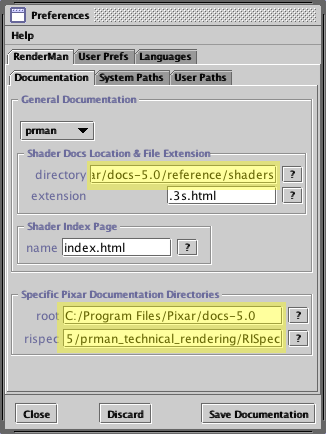 Preferences
Help
RenderMan User Prefs Languages
Documentation System Paths User Paths
General Documentation
prman
Shader Docs Location & File Extension
directory ar/docs-5.0/reference/shaders ?
extension .3s.html ?
Shader Index Page
name index.html ?
Specific Pixar Documentation Directories
root C:/Program Files/Pixar/docs-5.0 ?
rispec 5/prman_technical_rendering/RISpec ?
Close Discard Save Documentation